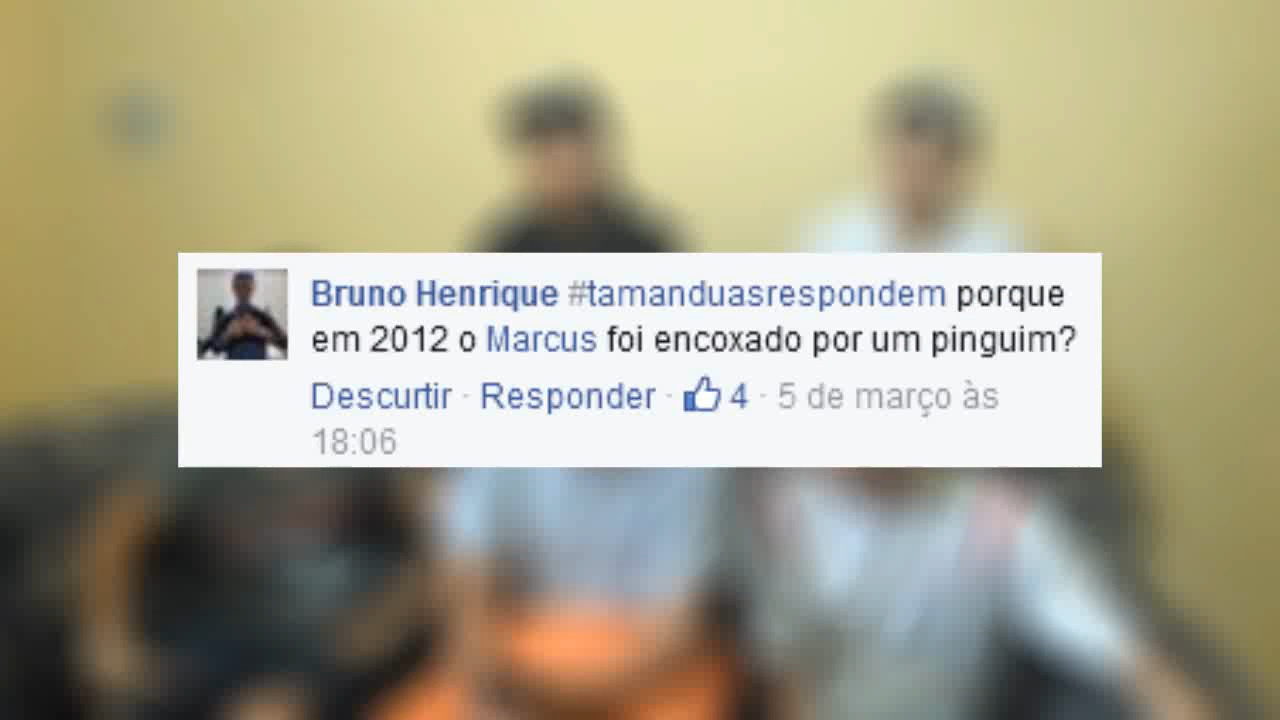 Bruno Henrique #tamanduasrespondem porque
em 2012 o Marcus foi encoxado por um pinguim?
Descurtir · Responder · 4 · 5 de março às
18:06